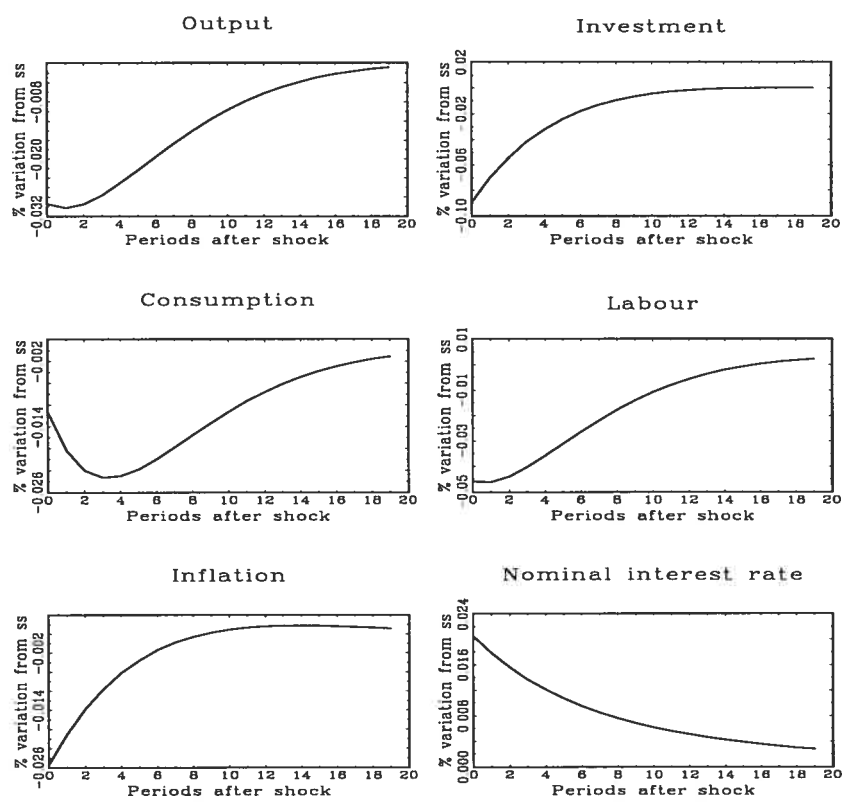 Output
% variation from ss
-0.008
-0.020
-0.032
0 2 4 6 8 10 12 14 16 18 20
Periods after shock
Investment
% variation from ss
0.02
-0.02
-0.06
-0.10
0 2 4 6 8 10 12 14 16 18 20
Periods after shock
Consumption
% variation from ss
-0.002
-0.014
-0.026
0 2 4 6 8 10 12 14 16 18 20
Periods after shock
Labour
% variation from ss
0.01
-0.01
-0.03
-0.05
0 2 4 6 8 10 12 14 16 18 20
Periods after shock
Inflation
% variation from ss
-0.002
-0.014
-0.026
0 2 4 6 8 10 12 14 16 18 20
Periods after shock
Nominal interest rate
% variation from ss
0.024
0.016
0.008
0.000
0 2 4 6 8 10 12 14 16 18 20
Periods after shock